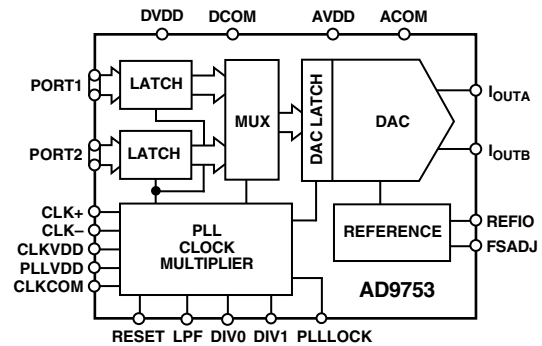 DVDD DCOM AVDD ACOM
PORT1
LATCH
PORT2
LATCH
MUX
DAC LATCH
DAC
IOUTA
IOUTB
CLK+
CLK–
CLKVDD
PLLVDD
CLKCOM
PLL
CLOCK
MULTIPLIER
REFERENCE
REFIO
FSADJ
AD9753
RESET LPF DIV0 DIV1 PLLLOCK